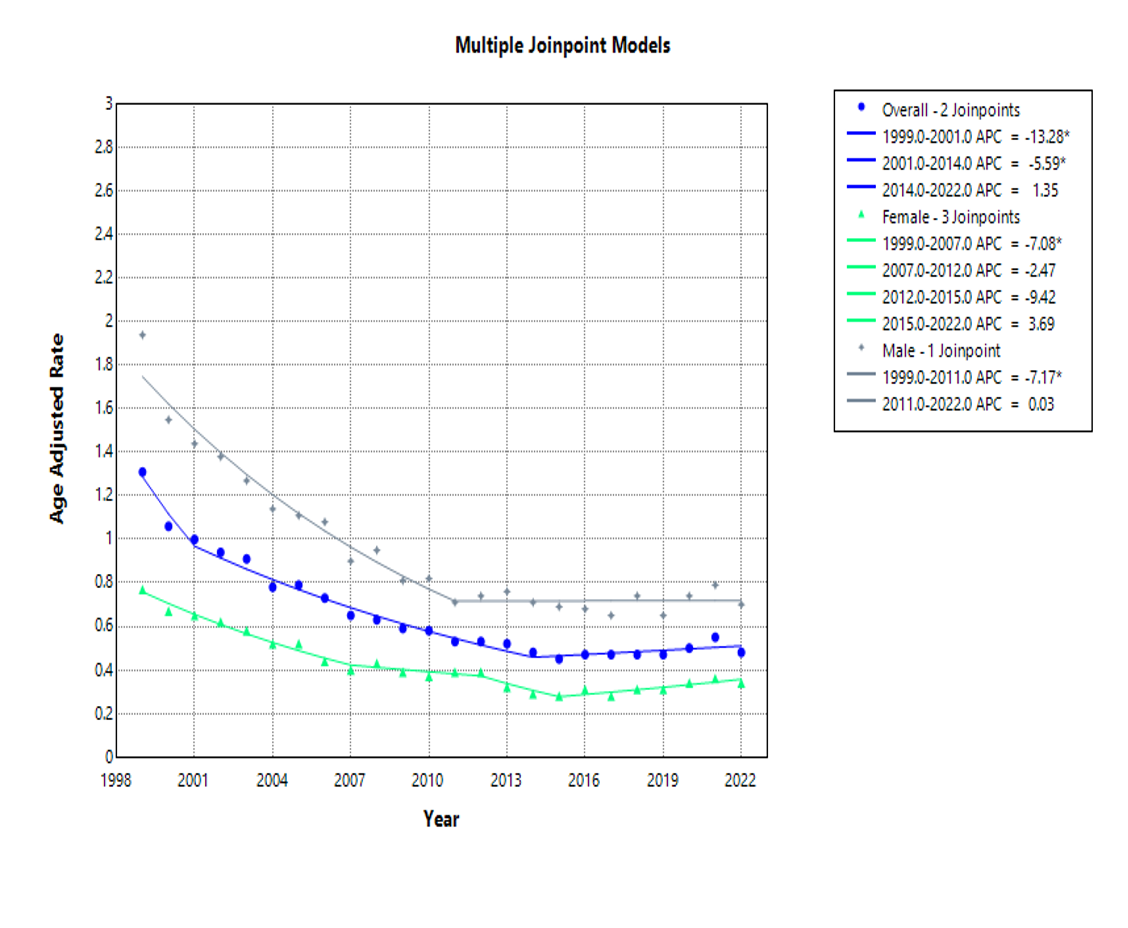 Multiple Joinpoint Models
Age Adjusted Rate
3
2.8
2.6
2.4
2.2
2
1.8
1.6
1.4
1.2
1
0.8
0.6
0.4
0.2
0
1998 2001 2004 2007 2010 2013 2016 2019 2022
Year
Overall - 2 Joinpoints
1999.0-2001.0 APC = -13.28*
2001.0-2014.0 APC = -5.59*
2014.0-2022.0 APC = 1.35
Female - 3 Joinpoints
1999.0-2007.0 APC = -7.08*
2007.0-2012.0 APC = -2.47
2012.0-2015.0 APC = -9.42
2015.0-2022.0 APC = 3.69
Male - 1 Joinpoint
1999.0-2011.0 APC = -7.17*
2011.0-2022.0 APC = 0.03